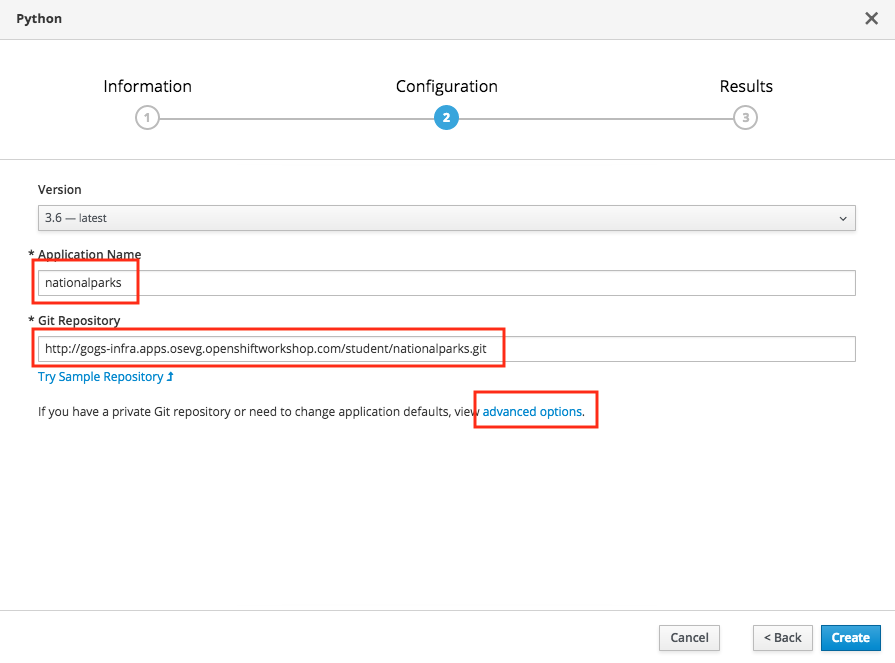 Python
Information
Configuration
Results
1
2
3
Version
3.6 — latest
* Application Name
nationalparks
* Git Repository
http://gogs-infra.apps.osevg.openshiftworkshop.com/student/nationalparks.git
Try Sample Repository
If you have a private Git repository or need to change application defaults, view advanced options.
Cancel
< Back
Create